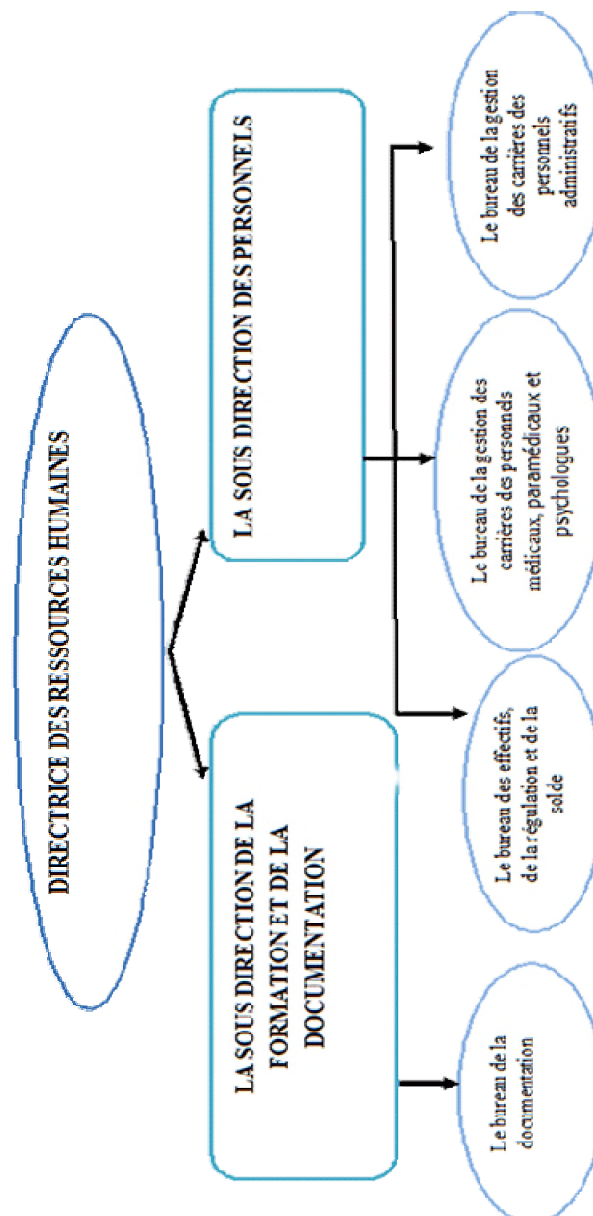 DIRECTRICE DES RESSOURCES HUMAINES
LA SOUS DIRECTION DE LA
FORMATION ET DE LA
DOCUMENTATION
LA SOUS DIRECTION DES PERSONNELS
Le bureau de la
documentation
Le bureau des effectifs,
de la régulation et de la
solde
Le bureau de la gestion des
carrières des personnels
médicaux, paramédicaux et
psychologues
Le bureau de la gestion
des carrières des
personnels
administratifs